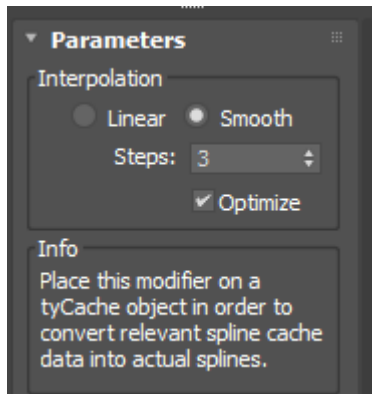 Parameters
Interpolation
Linear Smooth
Steps: 3
Optimize
Info
Place this modifier on a
tyCache object in order to
convert relevant spline cache
data into actual splines.